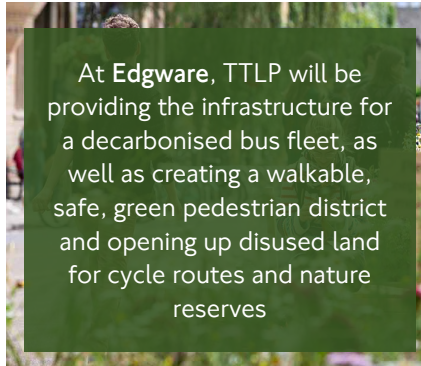 At Edgware, TTLP will be
providing the infrastructure for
a decarbonised bus fleet, as
well as creating a walkable,
safe, green pedestrian district
and opening up disused land
for cycle routes and nature
reserves